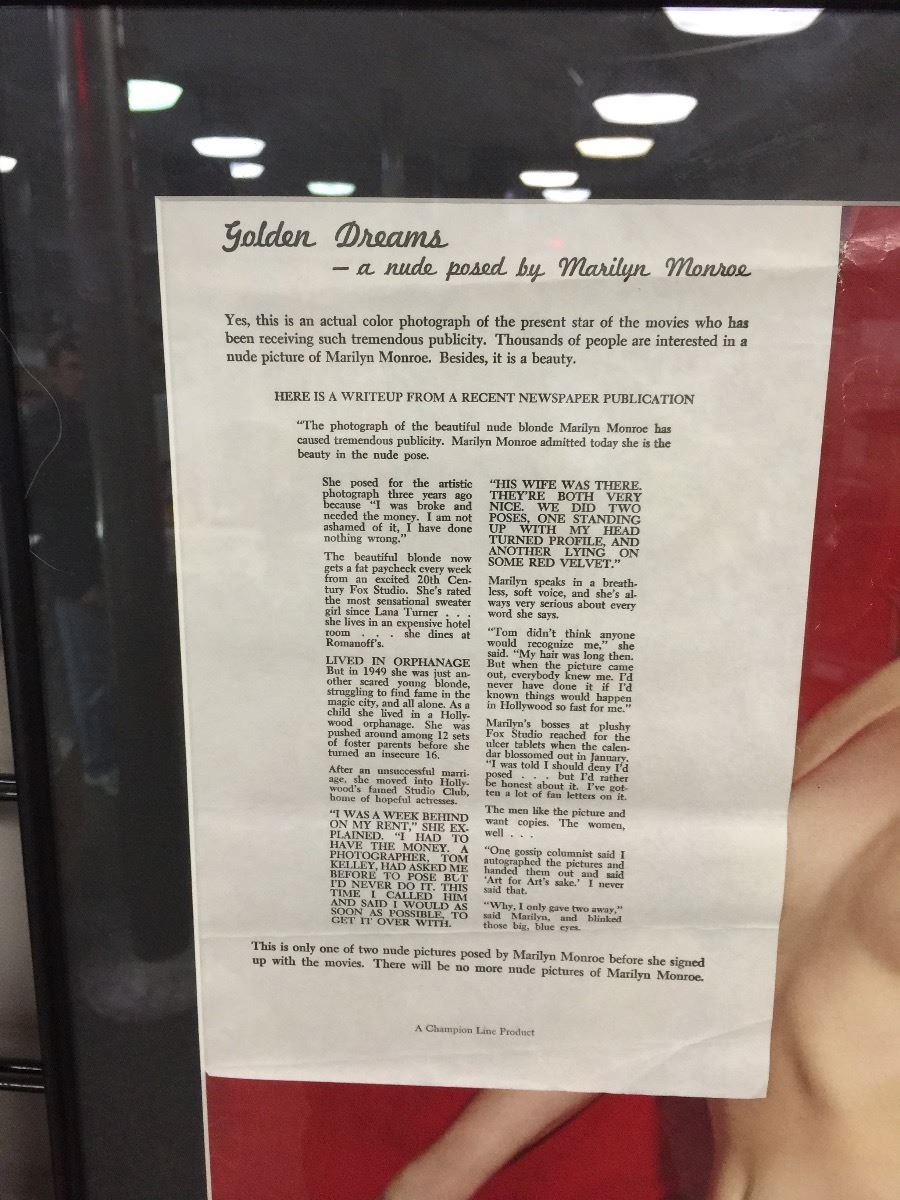 Golden Dreams
— a nude posed by Marilyn Monroe
Yes, this is an actual color photograph of the present star of the movies who has
been receiving such tremendous publicity. Thousands of people are interested in a
nude picture of Marilyn Monroe. Besides, it is a beauty.
HERE IS A WRITEUP FROM A RECENT NEWSPAPER PUBLICATION
“The photograph of the beautiful nude blonde Marilyn Monroe has
caused tremendous publicity. Marilyn Monroe admitted today she is the
beauty in the nude pose.
She posed for the artistic
photograph three years ago
because “I was broke and
needed the money. I am not
ashamed of it, I have done
nothing wrong.”
The beautiful blonde now
gets a fat paycheck every week
from an excited 20th Cen-
tury Fox Studio. She’s rated
the most sensational sweater
girl since Lana Turner . . .
she lives in an expensive hotel
room . . . she dines at
Romanoff’s.
LIVED IN ORPHANAGE
But in 1949 she was just an-
other scared young blonde,
struggling to find fame in the
magic city, and all alone. As a
child she lived in a Holly-
wood orphanage. She was
pushed around among 12 sets
of foster parents before she
turned an insecure 16.
After an unsuccessful marri-
age, she moved into Holly-
wood’s famed Studio Club,
home of hopeful actresses.
“I WAS A WEEK BEHIND
ON MY RENT,” SHE EX-
PLAINED. “I HAD TO
HAVE THE MONEY. A
PHOTOGRAPHER, TOM
KELLEY, HAD ASKED ME
BEFORE TO POSE BUT
I’D NEVER DO IT. THIS
TIME I CALLED HIM
AND SAID I WOULD AS
SOON AS POSSIBLE, TO
GET IT OVER WITH.
“HIS WIFE WAS THERE.
THEY’RE BOTH VERY
NICE. WE DID TWO
POSES, ONE STANDING
UP WITH MY HEAD
TURNED PROFILE, AND
ANOTHER LYING ON
SOME RED VELVET.”
Marilyn speaks in a breath-
less, soft voice, and she’s al-
ways very serious about every
word she says.
“Tom didn’t think anyone
would recognize me,” she
said. “My hair was long then.
But when the picture came
out, everybody knew me. I’d
never have done it if I’d
known things would happen
in Hollywood so fast for me.”
Marilyn’s bosses at plushy
Fox Studio reached for the
ulcer tablets when the calen-
dar blossomed out in January.
“I was told I should deny I’d
posed . . . but I’d rather
be honest about it. I’ve got-
ten a lot of fan letters on it.
The men like the picture and
want copies. The women,
well . . .
“One gossip columnist said I
autographed the pictures and
handed them out and said
‘Art for Art’s sake.’ I never
said that.
“Why, I only gave two away,”
said Marilyn, and blinked
those big, blue eyes.
This is only one of two nude pictures posed by Marilyn Monroe before she signed
up with the movies. There will be no more nude pictures of Marilyn Monroe.
A Champion Line Product